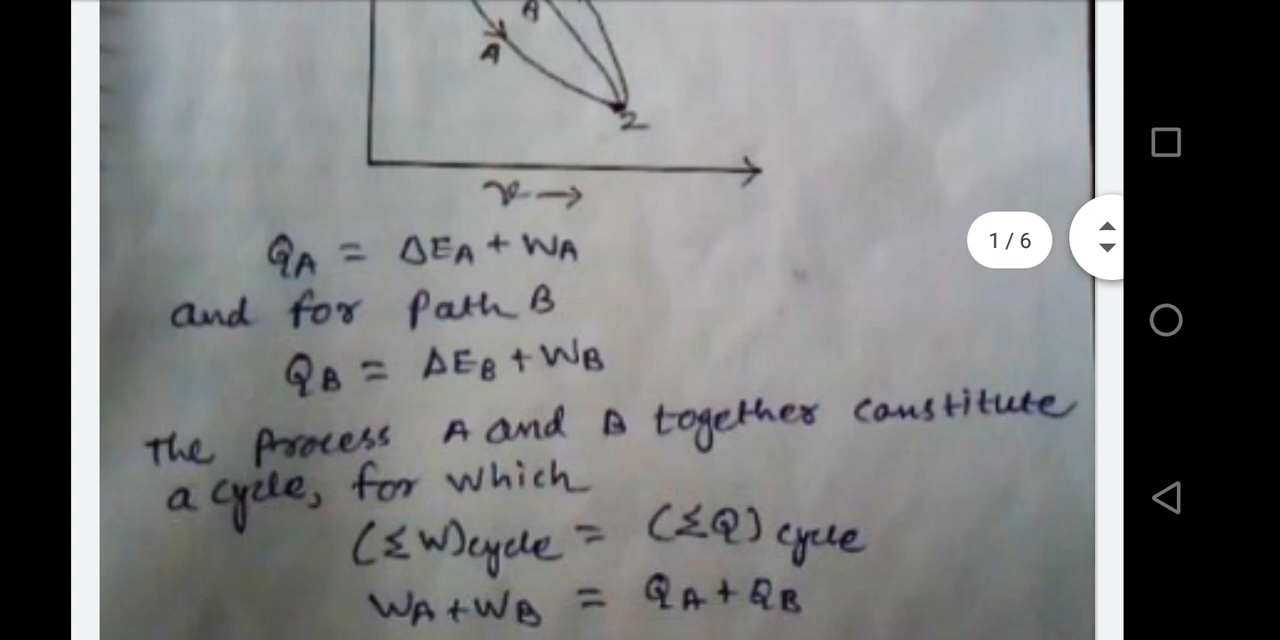 B
A
2
v →
QA = ΔEA + WA
and for Path B
QB = ΔEB + WB
The Process A and B together constitute
a cycle, for which
(ΣW)cycle = (ΣQ) cycle
WA + WB = QA + QB
1 / 6